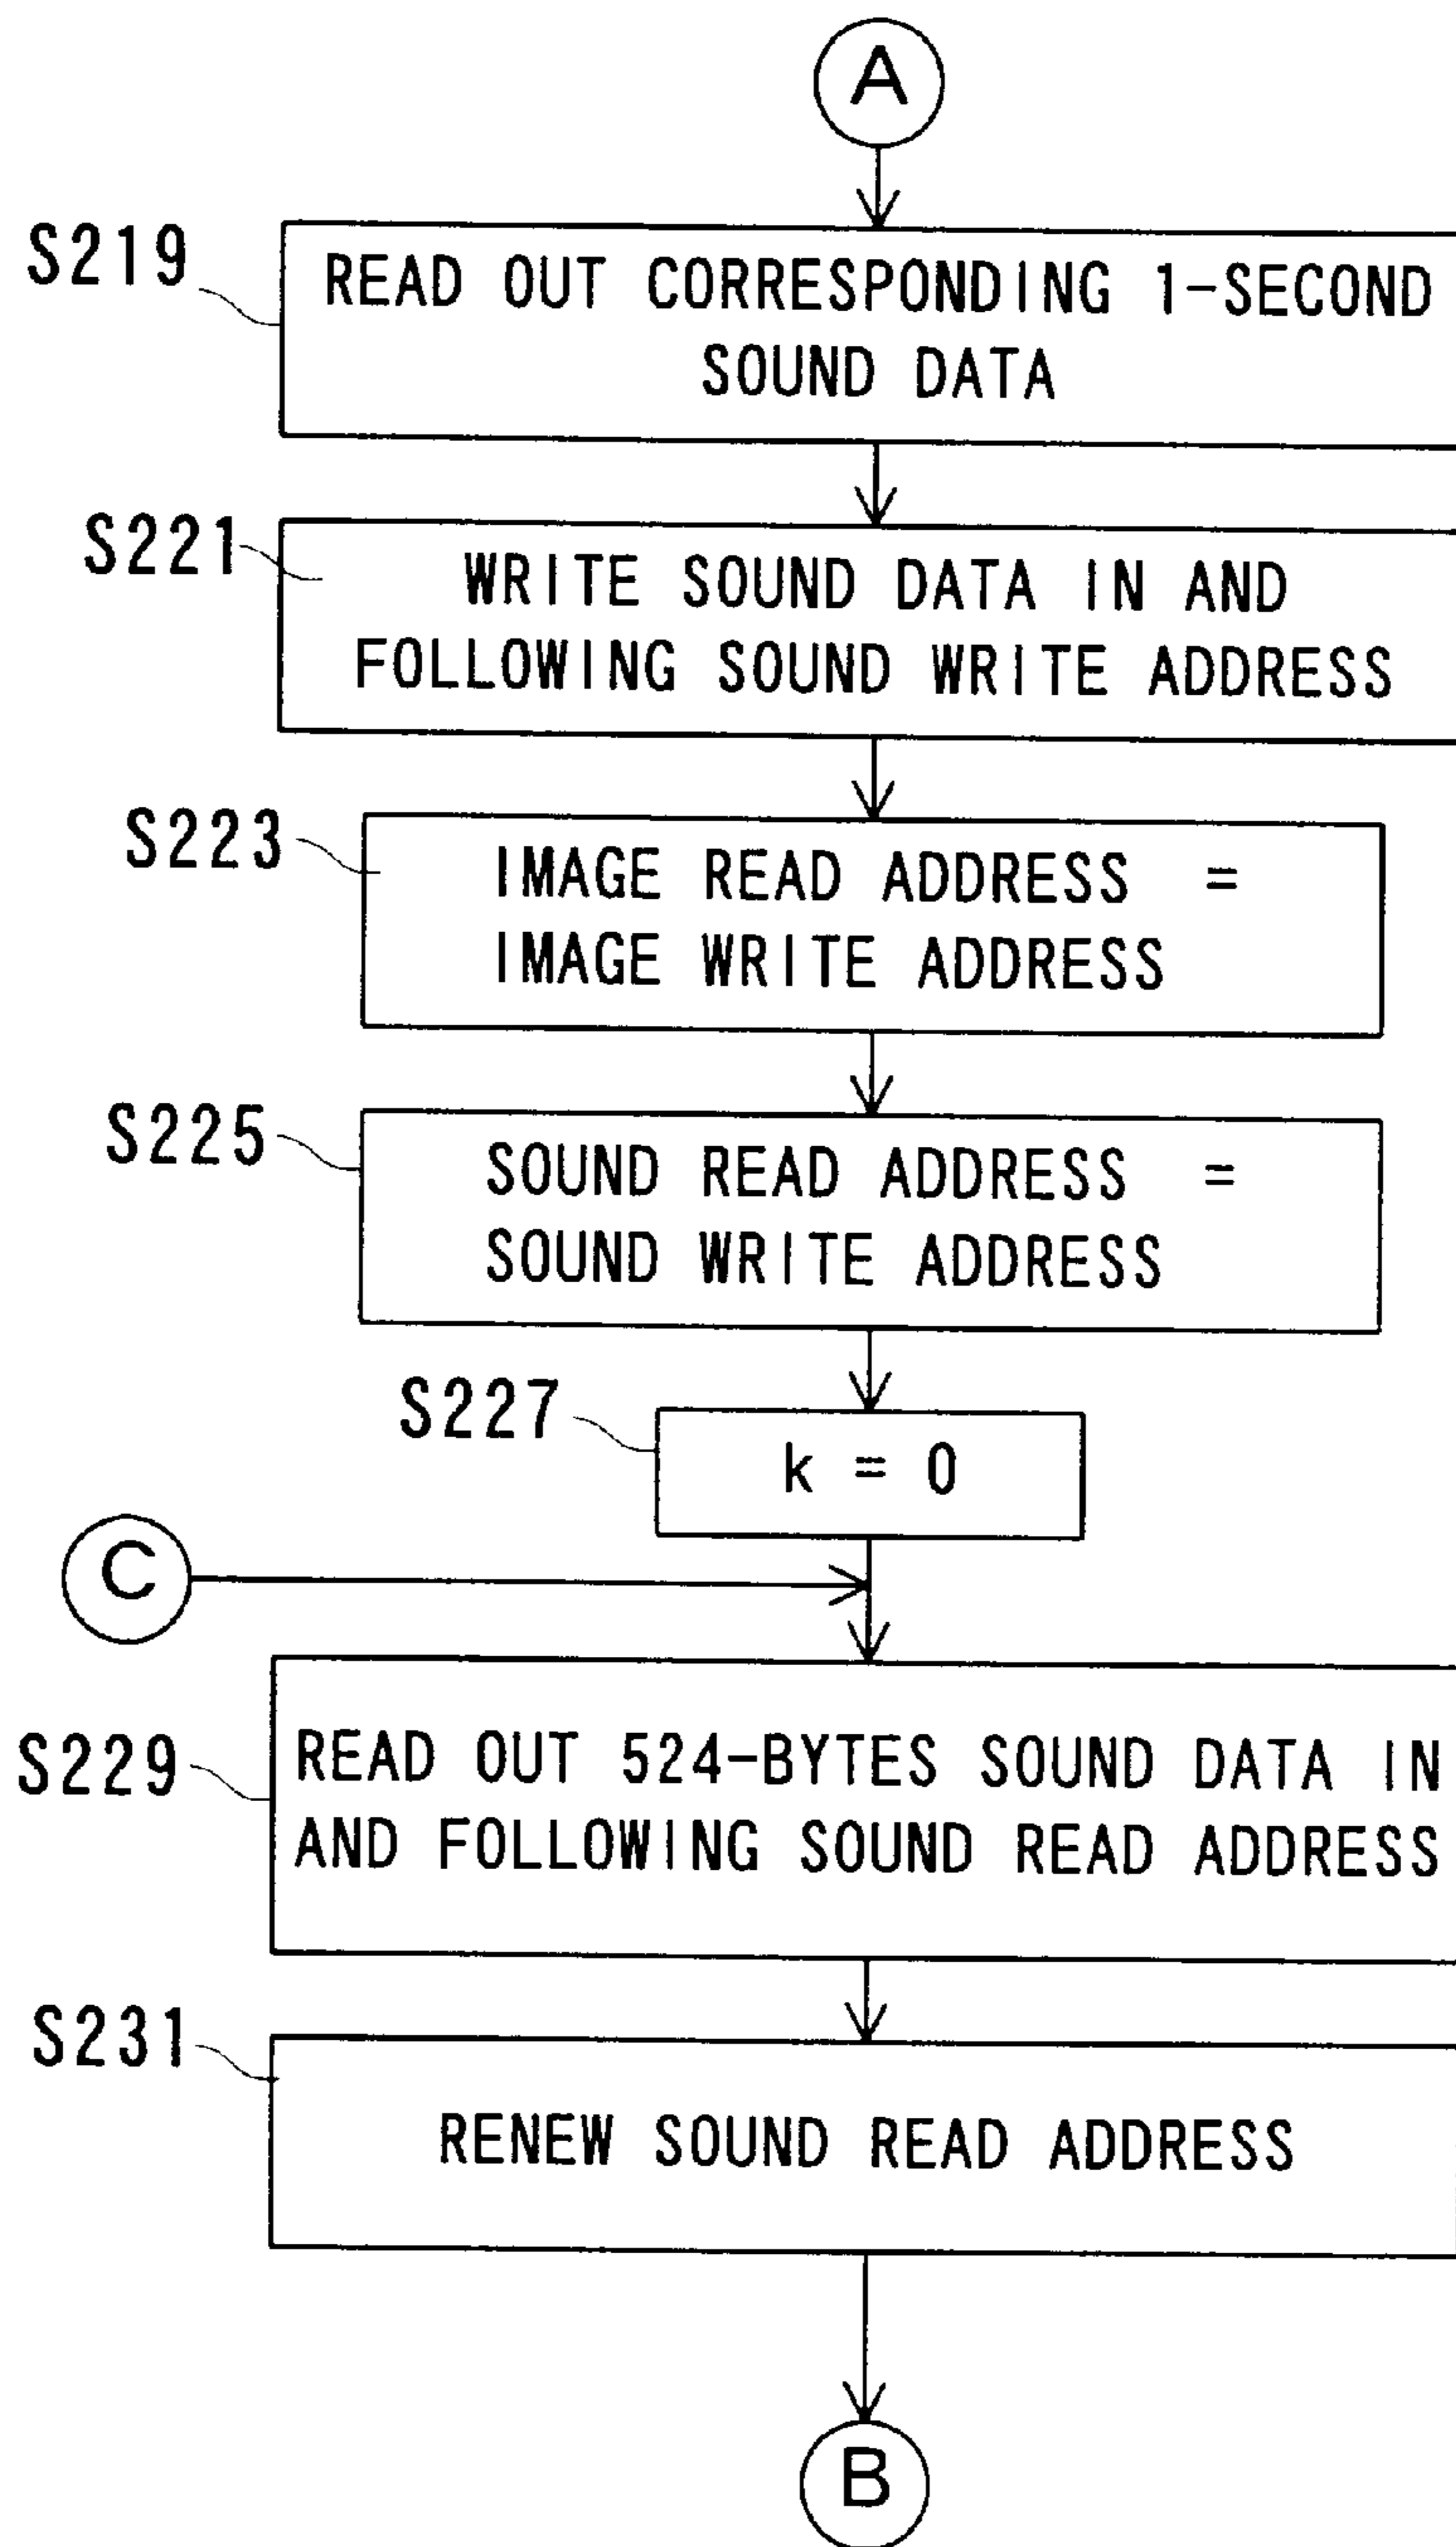 A
S219
READ OUT CORRESPONDING 1-SECOND
SOUND DATA
S221
WRITE SOUND DATA IN AND
FOLLOWING SOUND WRITE ADDRESS
S223
IMAGE READ ADDRESS =
IMAGE WRITE ADDRESS
S225
SOUND READ ADDRESS =
SOUND WRITE ADDRESS
S227
k = 0
C
S229
READ OUT 524-BYTES SOUND DATA IN
AND FOLLOWING SOUND READ ADDRESS
S231
RENEW SOUND READ ADDRESS
B